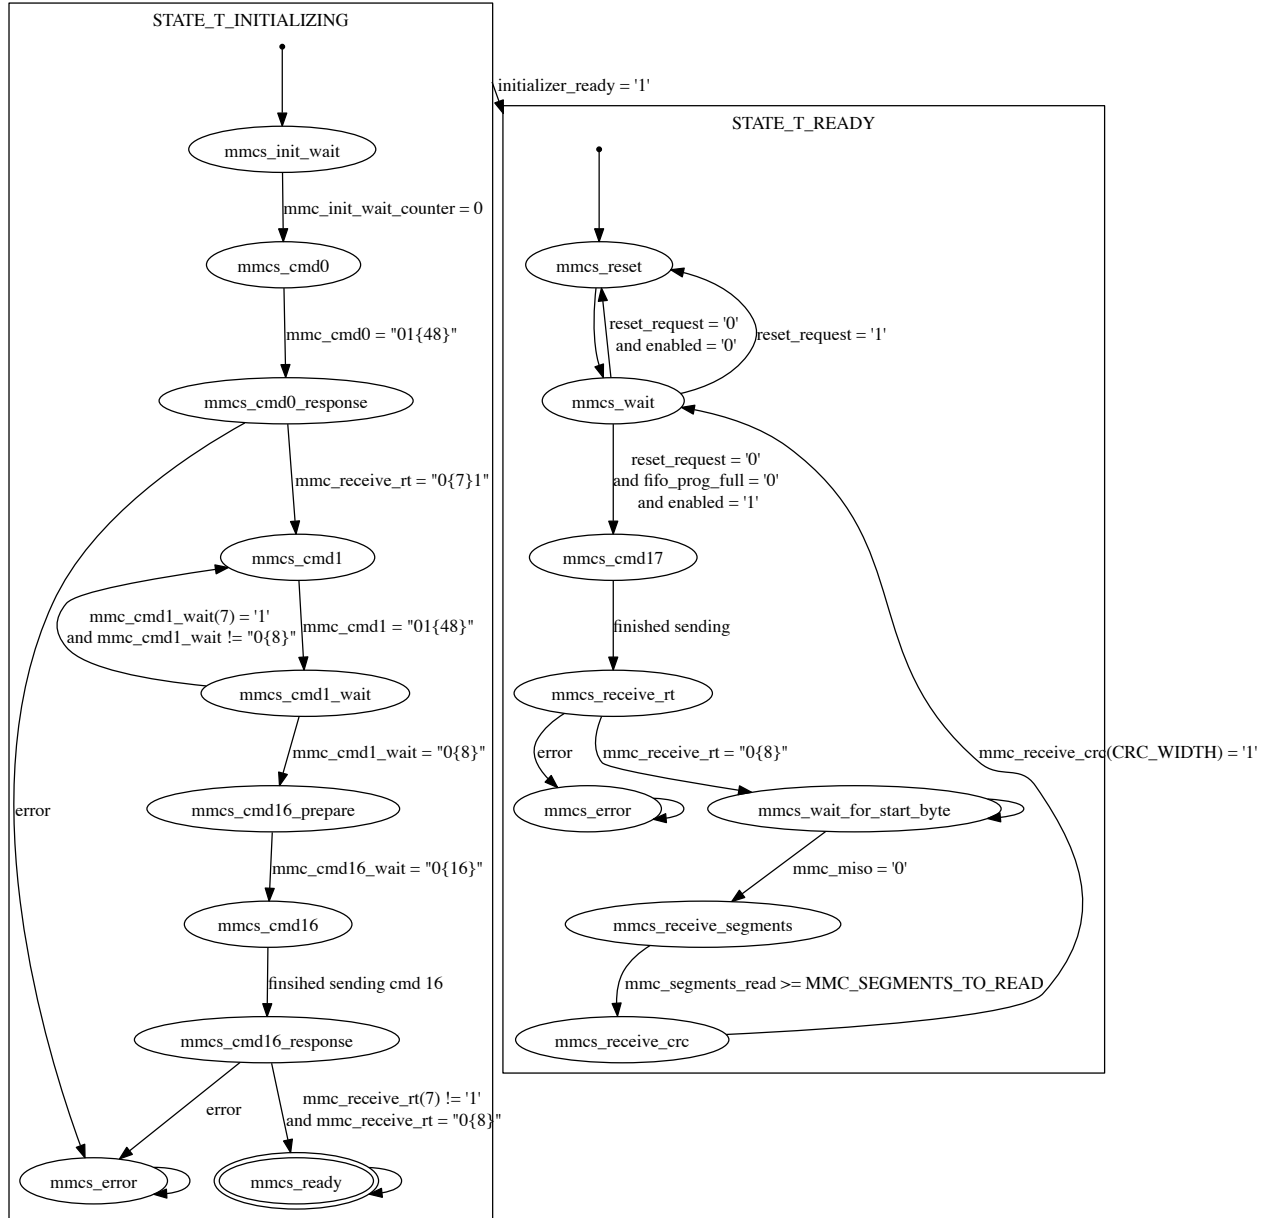 STATE_T_INITIALIZING
mmcs_init_wait
mmc_init_wait_counter = 0
mmcs_cmd0
mmc_cmd0 = "01{48}"
mmcs_cmd0_response
mmc_receive_rt = "0{7}1"
mmcs_cmd1
mmc_cmd1_wait(7) = '1'
and mmc_cmd1_wait != "0{8}"
mmc_cmd1 = "01{48}"
mmcs_cmd1_wait
mmc_cmd1_wait = "0{8}"
error
mmcs_cmd16_prepare
mmc_cmd16_wait = "0{16}"
mmcs_cmd16
finsihed sending cmd 16
mmcs_cmd16_response
error
mmc_receive_rt(7) != '1'
and mmc_receive_rt = "0{8}"
mmcs_error
mmcs_ready
initializer_ready = '1'
STATE_T_READY
mmcs_reset
reset_request = '0'
and enabled = '0'
reset_request = '1'
mmcs_wait
reset_request = '0'
and fifo_prog_full = '0'
and enabled = '1'
mmcs_cmd17
finished sending
mmcs_receive_rt
error
mmc_receive_rt = "0{8}"
mmc_receive_crc(CRC_WIDTH) = '1'
mmcs_error
mmcs_wait_for_start_byte
mmc_miso = '0'
mmcs_receive_segments
mmc_segments_read >= MMC_SEGMENTS_TO_READ
mmcs_receive_crc